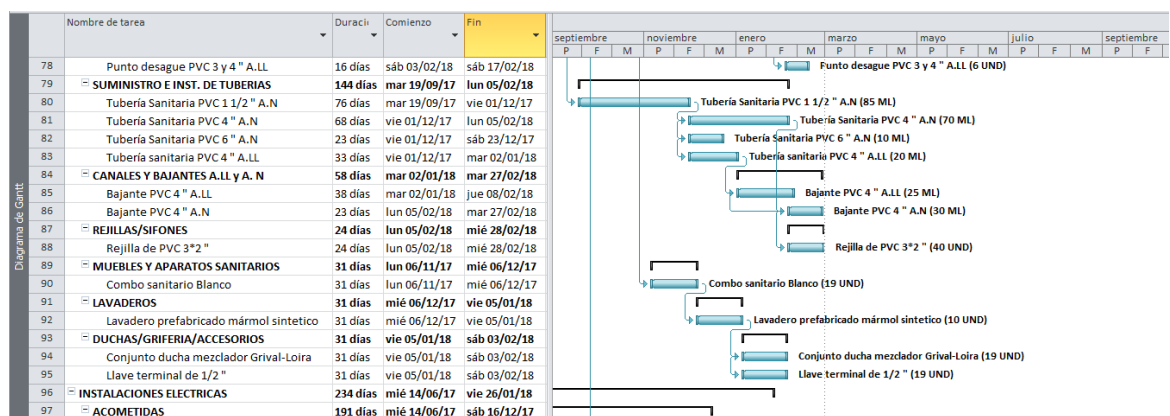 Nombre de tarea Duració Comienzo Fin
septiembre noviembre enero marzo mayo julio septiembre
P F M P F M P F M P F M P F M P F M P F
78 Punto desague PVC 3 y 4 " A.LL 16 días sáb 03/02/18 sáb 17/02/18 Punto desague PVC 3 y 4 " A.LL (6 UND)
79 SUMINISTRO E INST. DE TUBERIAS 144 días mar 19/09/17 lun 05/02/18
80 Tubería Sanitaria PVC 1 1/2 " A.N 76 días mar 19/09/17 vie 01/12/17 Tubería Sanitaria PVC 1 1/2 " A.N (85 ML)
81 Tubería Sanitaria PVC 4 " A.N 68 días vie 01/12/17 lun 05/02/18 Tubería Sanitaria PVC 4 " A.N (70 ML)
82 Tubería Sanitaria PVC 6 " A.N 23 días vie 01/12/17 sáb 23/12/17 Tubería Sanitaria PVC 6 " A.N (10 ML)
83 Tubería sanitaria PVC 4 " A.LL 33 días vie 01/12/17 mar 02/01/18 Tubería sanitaria PVC 4 " A.LL (20 ML)
84 CANALES Y BAJANTES A.LL y A. N 58 días mar 02/01/18 mar 27/02/18
85 Bajante PVC 4 " A.LL 38 días mar 02/01/18 jue 08/02/18 Bajante PVC 4 " A.LL (25 ML)
86 Bajante PVC 4 " A.N 23 días lun 05/02/18 mar 27/02/18 Bajante PVC 4 " A.N (30 ML)
87 REJILLAS/SIFONES 24 días lun 05/02/18 mié 28/02/18
88 Rejilla de PVC 3*2 " 24 días lun 05/02/18 mié 28/02/18 Rejilla de PVC 3*2 " (40 UND)
89 MUEBLES Y APARATOS SANITARIOS 31 días lun 06/11/17 mié 06/12/17
90 Combo sanitario Blanco 31 días lun 06/11/17 mié 06/12/17 Combo sanitario Blanco (19 UND)
91 LAVADEROS 31 días mié 06/12/17 vie 05/01/18
92 Lavadero prefabricado mármol sintetico 31 días mié 06/12/17 vie 05/01/18 Lavadero prefabricado mármol sintetico (10 UND)
93 DUCHAS/GRIFERIA/ACCESORIOS 31 días vie 05/01/18 sáb 03/02/18
94 Conjunto ducha mezclador Grival-Loira 31 días vie 05/01/18 sáb 03/02/18 Conjunto ducha mezclador Grival-Loira (19 UND)
95 Llave terminal de 1/2 " 31 días vie 05/01/18 sáb 03/02/18 Llave terminal de 1/2 " (19 UND)
96 INSTALACIONES ELECTRICAS 234 días mié 14/06/17 vie 26/01/18
97 ACOMETIDAS 191 días mié 14/06/17 sáb 16/12/17
Diagrama de Gantt